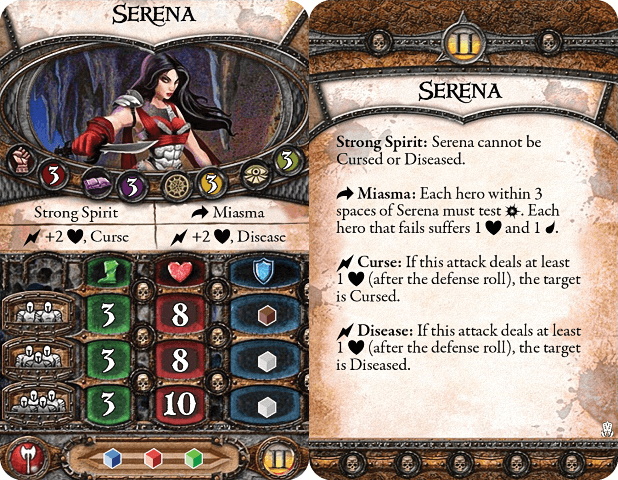 SERENA
3 3 3 3
Strong Spirit Miasma
+2, Curse +2, Disease
3 8
3 8
3 10
II
II
SERENA
Strong Spirit: Serena cannot be
Cursed or Diseased.
Miasma: Each hero within 3
spaces of Serena must test. Each
hero that fails suffers 1 and 1.
Curse: If this attack deals at least
1 (after the defense roll), the target
is Cursed.
Disease: If this attack deals at least
1 (after the defense roll), the target
is Diseased.